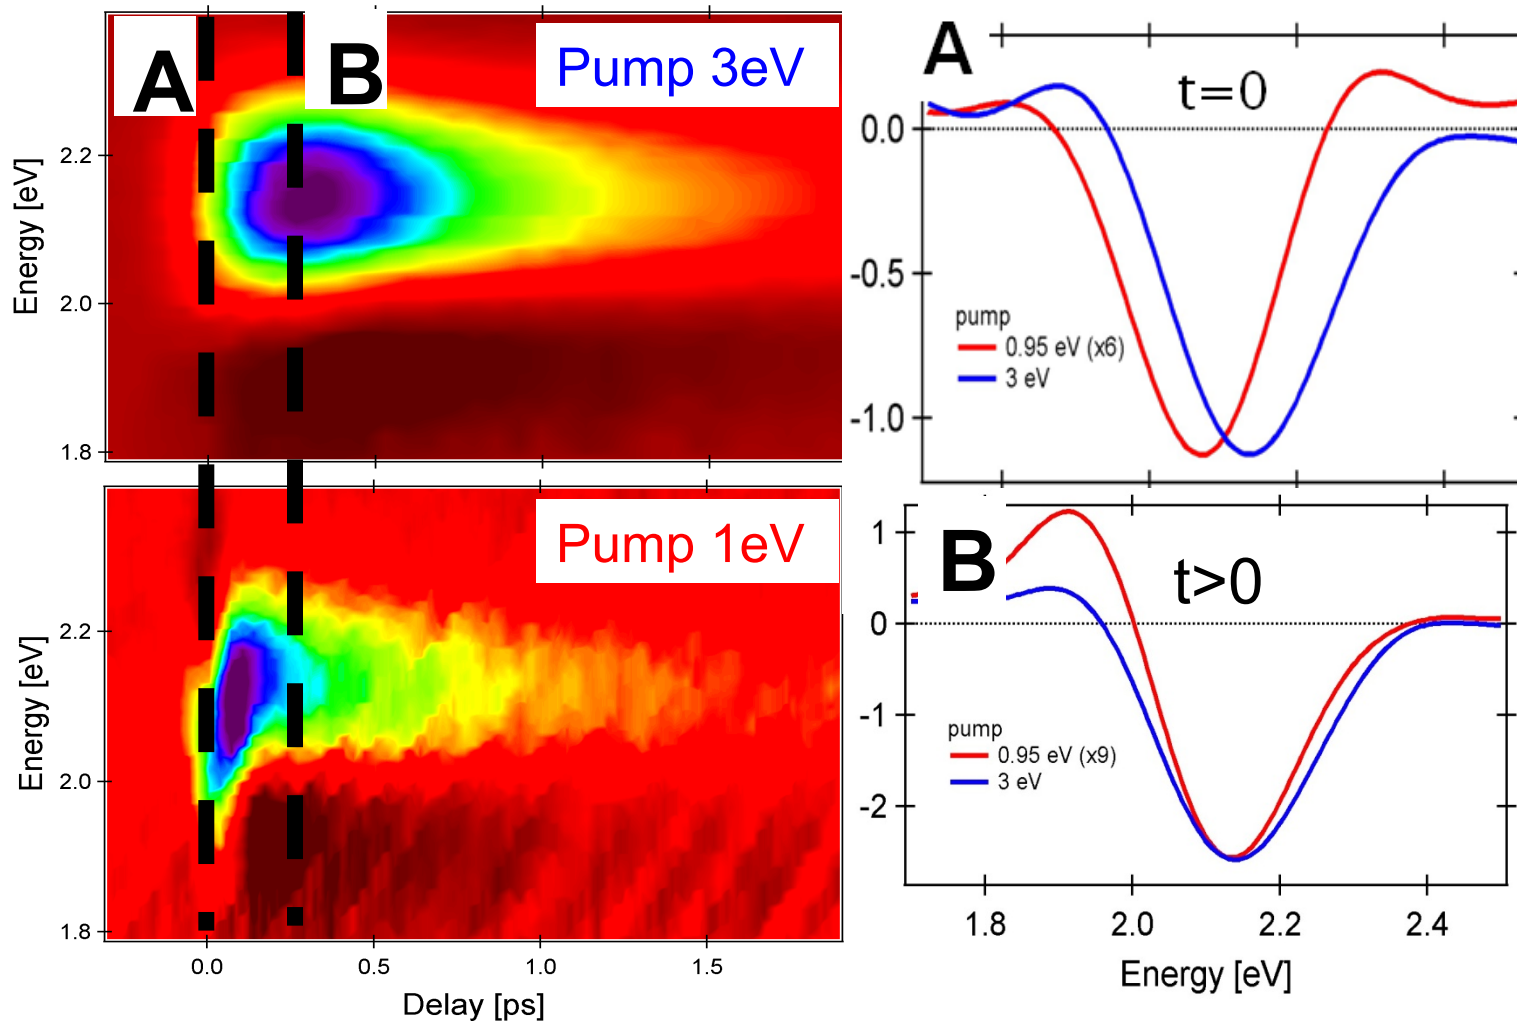 A
B
Pump 3eV
Energy [eV]
2.2
2.0
1.8
Pump 1eV
Energy [eV]
2.2
2.0
1.8
0.0
0.5
1.0
1.5
Delay [ps]
A
t=0
0.0
-0.5
-1.0
pump
0.95 eV (x6)
3 eV
B
t>0
1
0
-1
-2
pump
0.95 eV (x9)
3 eV
1.8
2.0
2.2
2.4
Energy [eV]